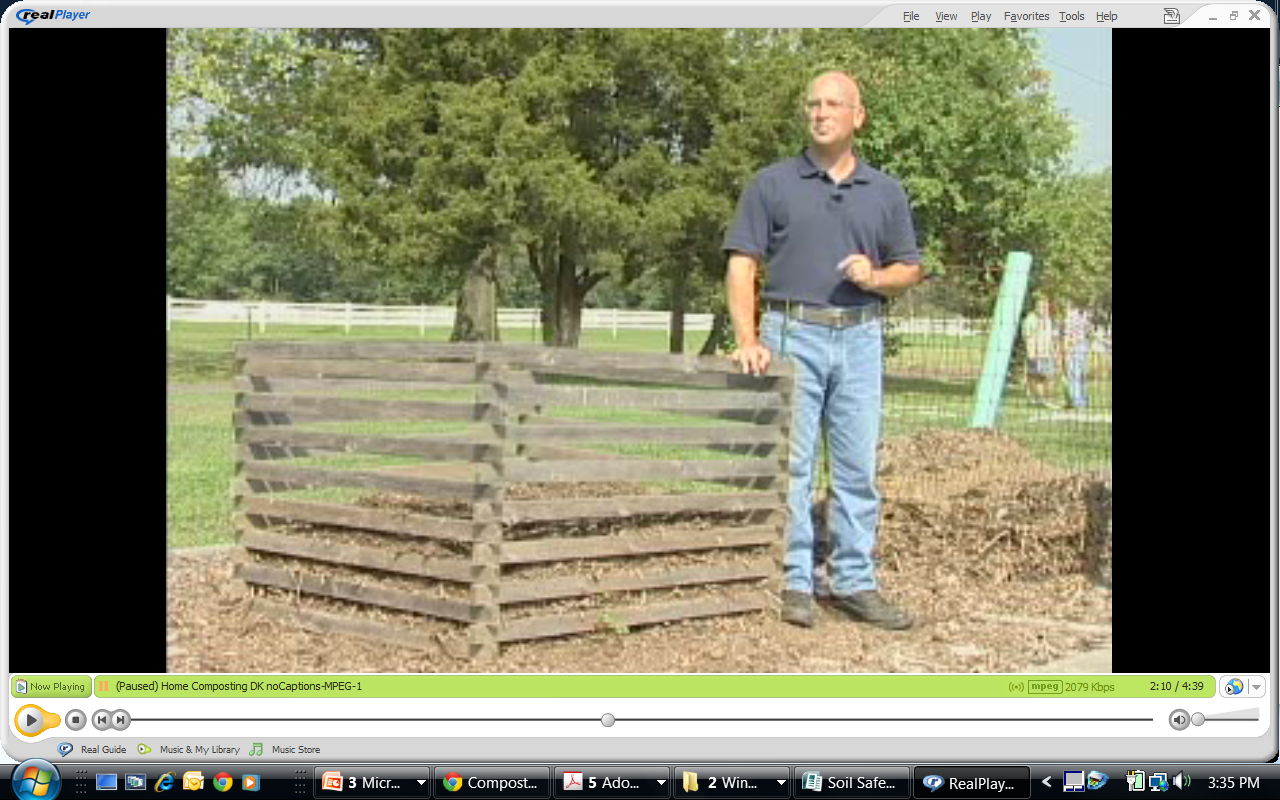 realPlayer
File View Play Favorites Tools Help
Now Playing
(Paused) Home Composting DK noCaptions-MPEG-1
mpeg 2079 Kbps
2:10 / 4:39
Real Guide
Music & My Library
Music Store
3 Micr...
Compost...
5 Ado...
2 Win...
Soil Safe...
RealPlay...
3:35 PM